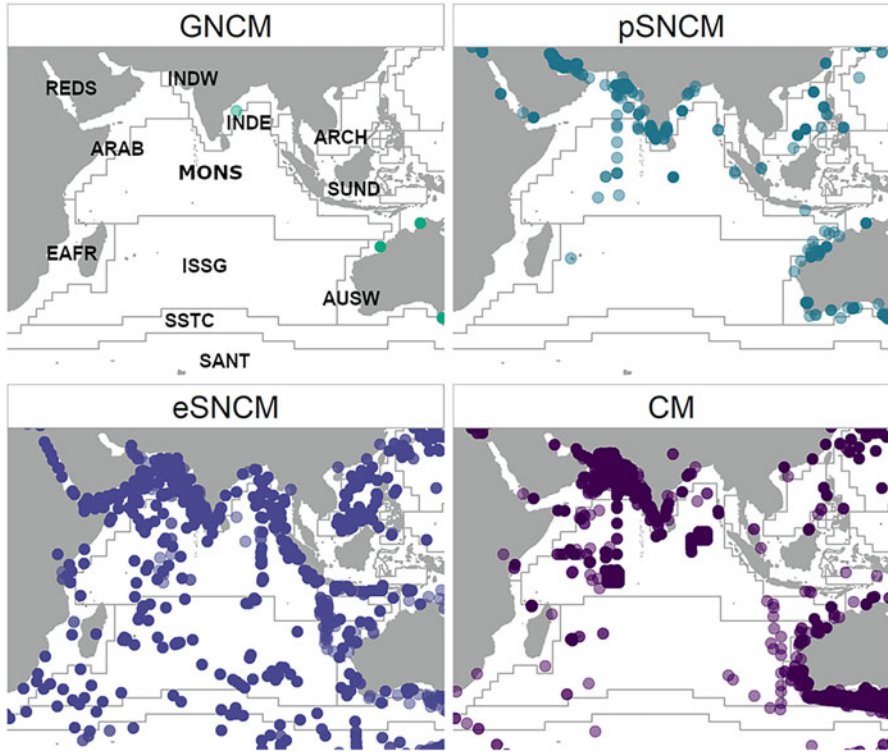 GNCM
pSNCM
REDS
INDW
INDE
ARAB
ARCH
MONS
SUND
EAFR
ISSG
AUSW
SSTC
SANT
eSNCM
CM